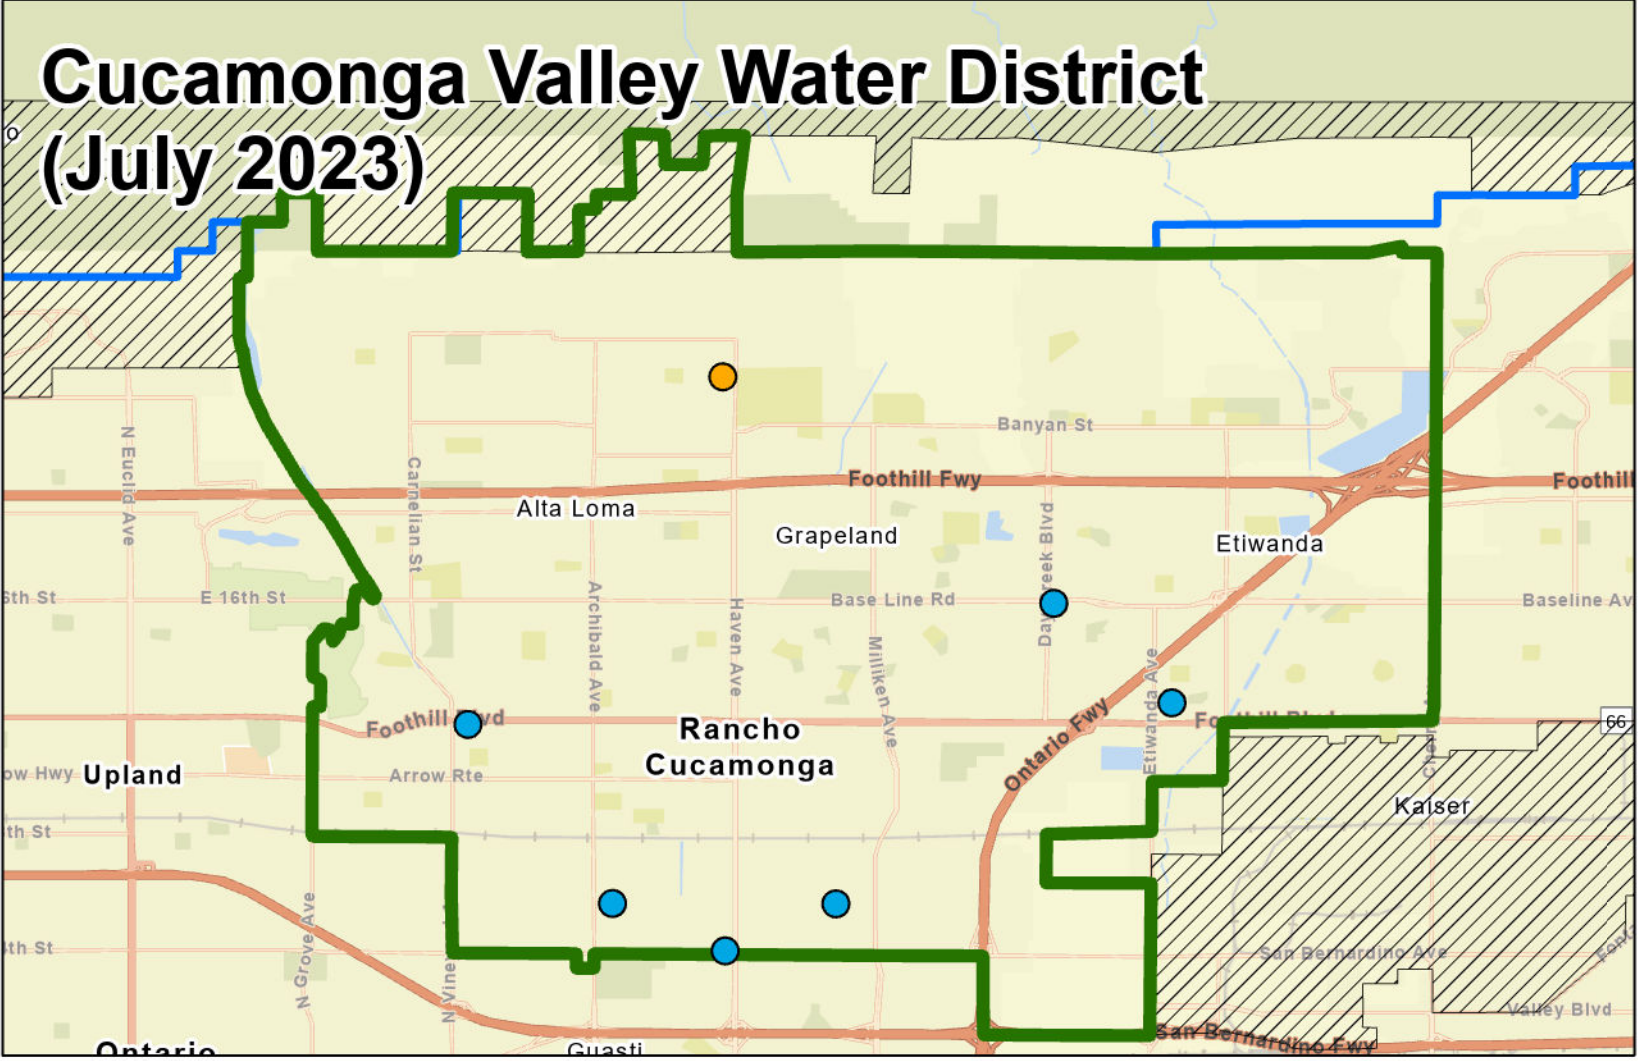 Cucamonga Valley Water District
(July 2023)
Banyan St
Foothill Fwy
Foothill
N Euclid Ave
Carnelian St
Alta Loma
Grapeland
Etiwanda
E 16th St
Base Line Rd
Baseline Av
Archibald Ave
Haven Ave
Milliken Ave
Etiwanda Ave
Foothill Blvd
Rancho
Cucamonga
Ontario Fwy
66
Upland
Arrow Rte
Kaiser
N Grove Ave
San Bernardino Ave
Valley Blvd
San Bernardino Fwy
Ontario
Guasti